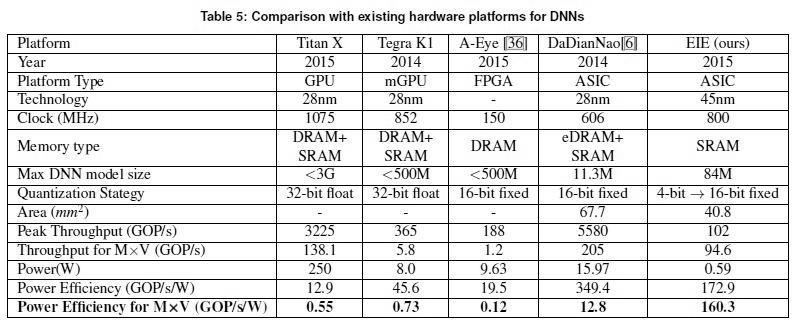 Table 5: Comparison with existing hardware platforms for DNNs
Platform Titan X Tegra K1 A-Eye [36] DaDianNao[6] EIE (ours)
Year 2015 2014 2015 2014 2015
Platform Type GPU mGPU FPGA ASIC ASIC
Technology 28nm 28nm - 28nm 45nm
Clock (MHz) 1075 852 150 606 800
Memory type DRAM+ SRAM DRAM+ SRAM DRAM eDRAM+ SRAM SRAM
Max DNN model size <3G <500M <500M 11.3M 84M
Quantization Stategy 32-bit float 32-bit float 16-bit fixed 16-bit fixed 4-bit → 16-bit fixed
Area (mm²) - - - 67.7 40.8
Peak Throughput (GOP/s) 3225 365 188 5580 102
Throughput for M×V (GOP/s) 138.1 5.8 1.2 205 94.6
Power(W) 250 8.0 9.63 15.97 0.59
Power Efficiency (GOP/s/W) 12.9 45.6 19.5 349.4 172.9
Power Efficiency for M×V (GOP/s/W) 0.55 0.73 0.12 12.8 160.3